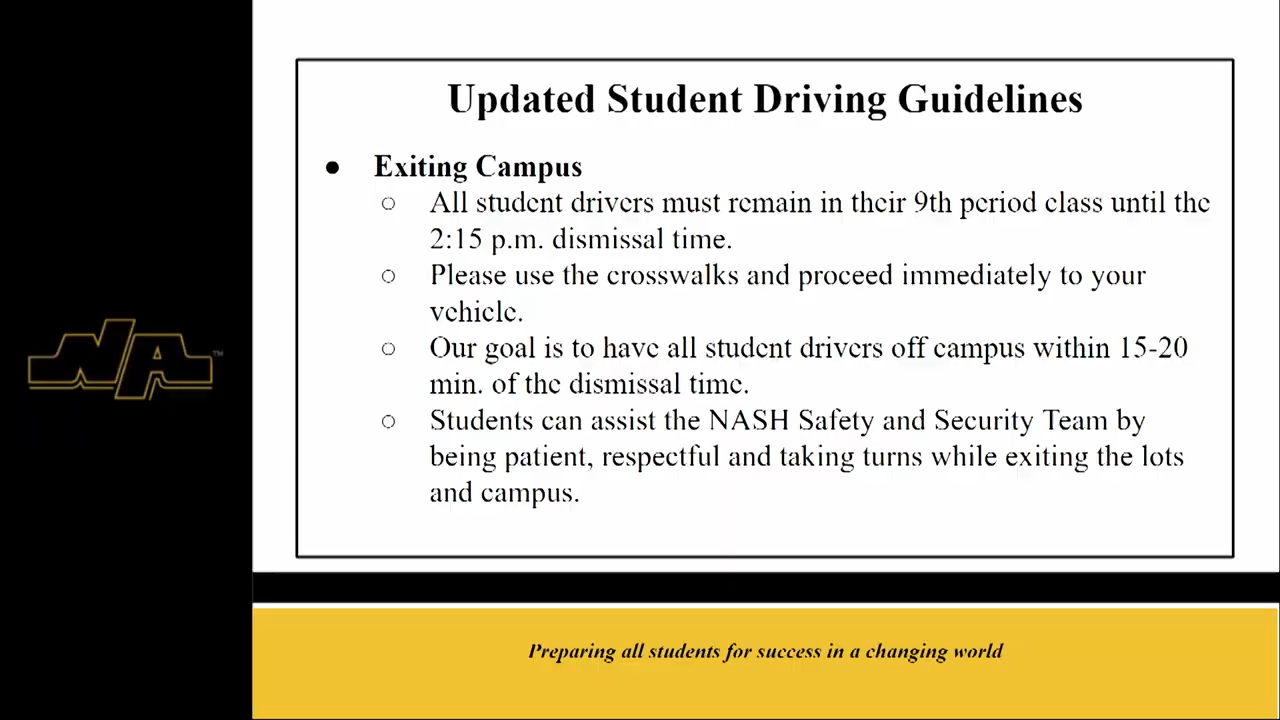 Updated Student Driving Guidelines
● Exiting Campus
○ All student drivers must remain in their 9th period class until the
2:15 p.m. dismissal time.
○ Please use the crosswalks and proceed immediately to your
vehicle.
○ Our goal is to have all student drivers off campus within 15-20
min. of the dismissal time.
○ Students can assist the NASH Safety and Security Team by
being patient, respectful and taking turns while exiting the lots
and campus.
NA™
Preparing all students for success in a changing world